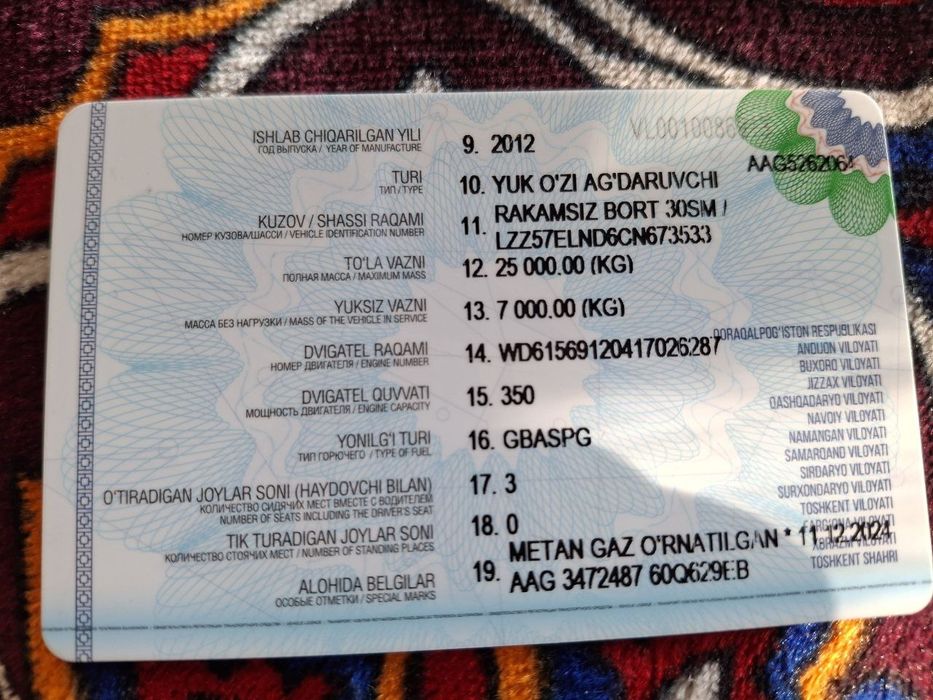 ISHLAB CHIQARILGAN YILI
ГОД ВЫПУСКА / YEAR OF MANUFACTURE
9. 2012
AAG5262064
TURI
ТИП / TYPE
10. YUK O'ZI AG'DARUVCHI
KUZOV / SHASSI RAQAMI
НОМЕР КУЗОВА/ШАССИ / VEHICLE IDENTIFICATION NUMBER
11. RAKAMSIZ BORT 30SM /
LZZ57ELND6CN673533
TO'LA VAZNI
ПОЛНАЯ МАССА / MAXIMUM MASS
12. 25 000.00 (KG)
YUKSIZ VAZNI
МАССА БЕЗ НАГРУЗКИ / MASS OF THE VEHICLE IN SERVICE
13. 7 000.00 (KG)
DVIGATEL RAQAMI
НОМЕР ДВИГАТЕЛЯ / ENGINE NUMBER
14. WD61569120417026287
DVIGATEL QUVVATI
МОЩНОСТЬ ДВИГАТЕЛЯ / ENGINE CAPACITY
15. 350
YONILG'I TURI
ТИП ГОРЮЧЕГО / TYPE OF FUEL
16. GBASPG
O'TIRADIGAN JOYLAR SONI (HAYDOVCHI BILAN)
КОЛИЧЕСТВО СИДЯЧИХ МЕСТ ВМЕСТЕ С ВОДИТЕЛЕМ
NUMBER OF SEATS INCLUDING THE DRIVER'S SEAT
17. 3
TIK TURADIGAN JOYLAR SONI
КОЛИЧЕСТВО СТОЯЧИХ МЕСТ / NUMBER OF STANDING PLACES
18. 0
ALOHIDA BELGILAR
ОСОБЫЕ ОТМЕТКИ / SPECIAL MARKS
19. METAN GAZ O'RNATILGAN * 11.12.2024
AAG 3472487 60Q629EB
QORAQALPOG'ISTON RESPUBLIKASI
ANDIJON VILOYATI
BUXORO VILOYATI
JIZZAX VILOYATI
QASHQADARYO VILOYATI
NAVOIY VILOYATI
NAMANGAN VILOYATI
SAMARQAND VILOYATI
SIRDARYO VILOYATI
SURXONDARYO VILOYATI
TOSHKENT VILOYATI
FARG'ONA VILOYATI
XORAZM VILOYATI
TOSHKENT SHAHRI